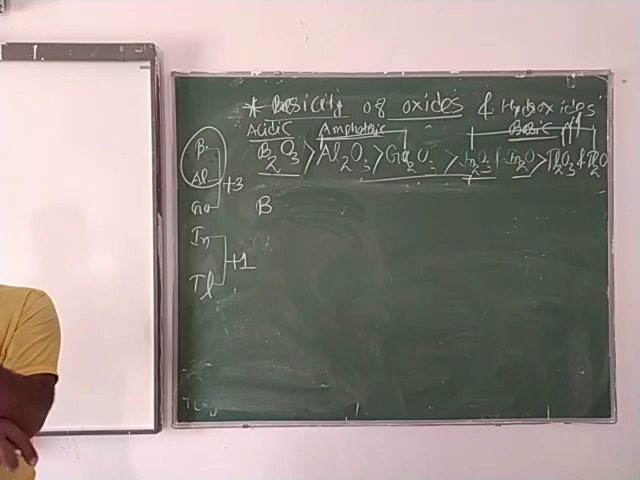 * Basicity of oxides & Hydroxides
Acidic Amphoteric Basic
B₂O₃ > Al₂O₃ > Ga₂O₃ > In₂O₃ In₂O > Tl₂O₃ & Tl₂O
B
Al +3
Ga B
In
+1
Tl